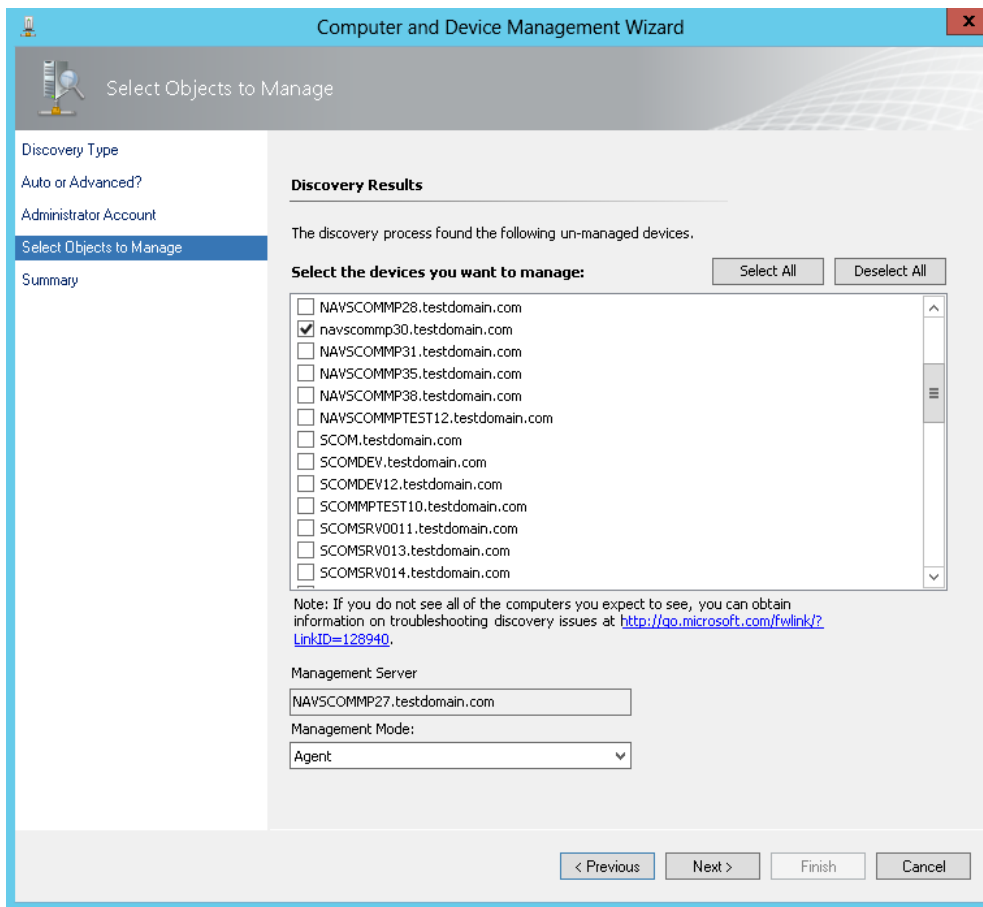 Computer and Device Management Wizard
x
Select Objects to Manage
Discovery Type
Auto or Advanced?
Administrator Account
Select Objects to Manage
Summary
Discovery Results
The discovery process found the following un-managed devices.
Select the devices you want to manage:
Select All
Deselect All
NAVSCOMMP28.testdomain.com
navscommp30.testdomain.com
NAVSCOMMP31.testdomain.com
NAVSCOMMP35.testdomain.com
NAVSCOMMP38.testdomain.com
NAVSCOMMPTEST12.testdomain.com
SCOM.testdomain.com
SCOMDEV.testdomain.com
SCOMDEV12.testdomain.com
SCOMMPTEST10.testdomain.com
SCOMSRV0011.testdomain.com
SCOMSRV013.testdomain.com
SCOMSRV014.testdomain.com
Note: If you do not see all of the computers you expect to see, you can obtain
information on troubleshooting discovery issues at http://go.microsoft.com/fwlink/?
LinkID=128940.
Management Server
NAVSCOMMP27.testdomain.com
Management Mode:
Agent
< Previous
Next >
Finish
Cancel